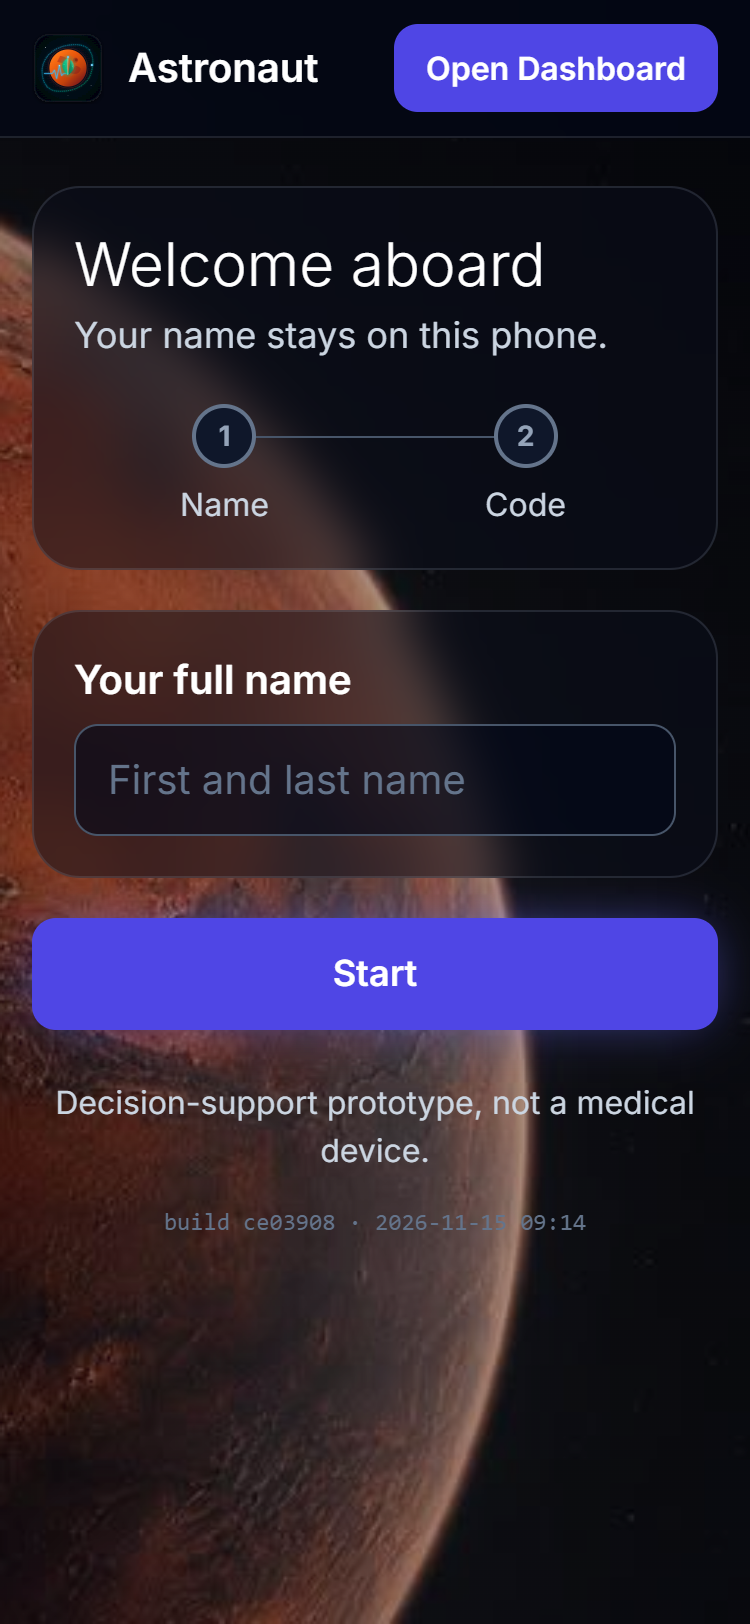 Astronaut
Open Dashboard
Welcome aboard
Your name stays on this phone.
1
2
Name
Code
Your full name
First and last name
Start
Decision-support prototype, not a medical
device.
build ce03908 · 2026-11-15 09:14